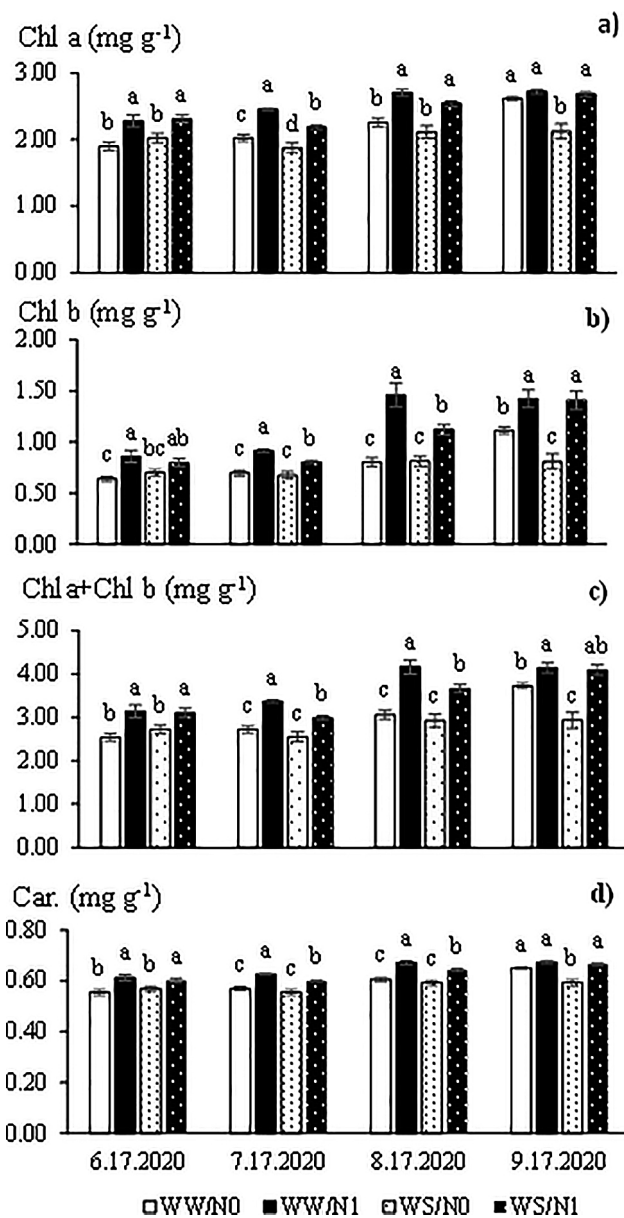 Chl a (mg g-1) a)
3.00
a a a a a a a
b b c d b b b b
2.00
1.00
0.00
Chl b (mg g-1) b)
2.00
a a a
1.50
a a b b
c bc ab c c b c c c
1.00
0.50
0.00
Chl a+Chl b (mg g-1) c)
5.00
a b a ab
4.00
b a b a c a c b c c b c
3.00
2.00
1.00
0.00
Car. (mg g-1) d)
0.80
b a b a c a c b c a c b a a b a
0.60
0.40
0.20
0.00
6.17.2020 7.17.2020 8.17.2020 9.17.2020
WW/N0 WW/N1 WS/N0 WS/N1